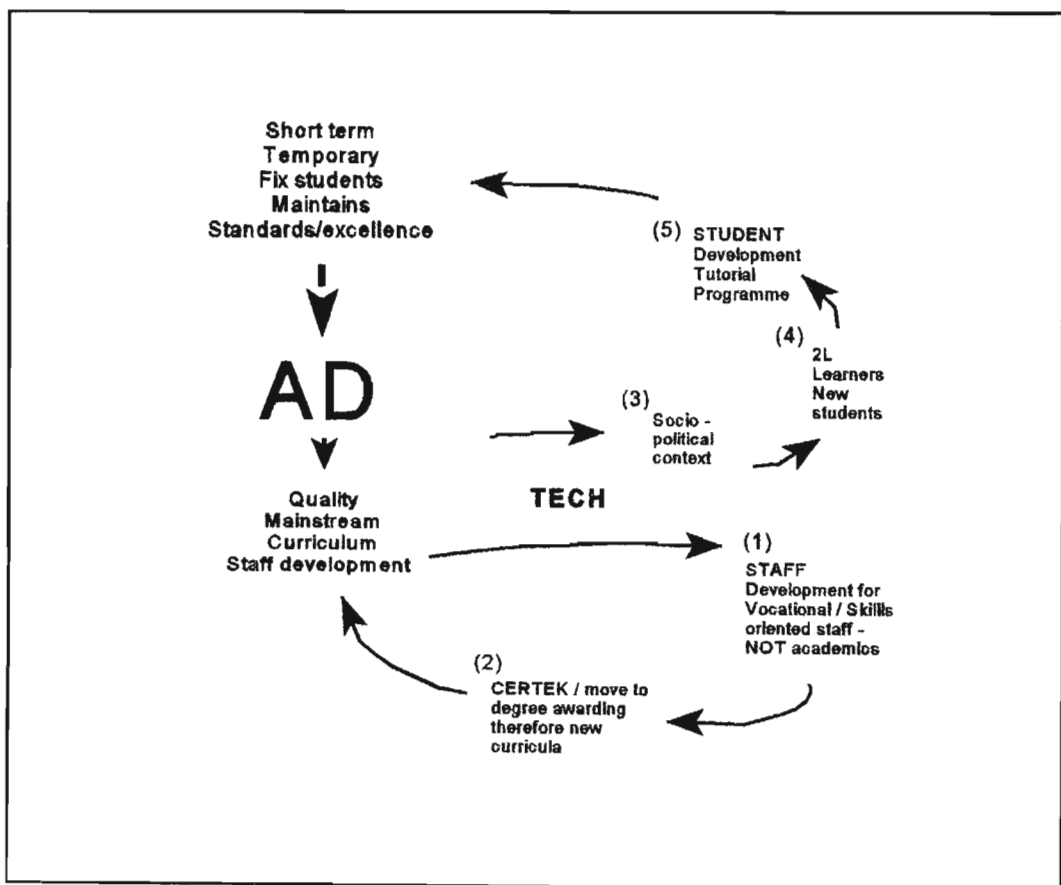 Short term
Temporary
Fix students
Maintains
Standards/excellence
AD
Quality
Mainstream
Curriculum
Staff development
TECH
(1)
STAFF
Development for
Vocational / Skills
oriented staff -
NOT academics
(2)
CERTEK / move to
degree awarding
therefore new
curricula
(3)
Socio -
political
context
(4)
2L
Learners
New
students
(5) STUDENT
Development
Tutorial
Programme